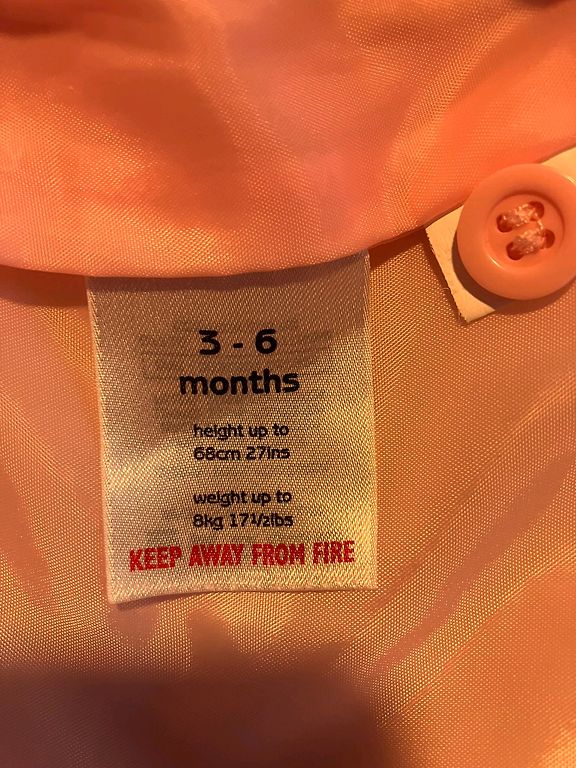 3 - 6
months
height up to
68cm 27ins
weight up to
8kg 17½lbs
KEEP AWAY FROM FIRE